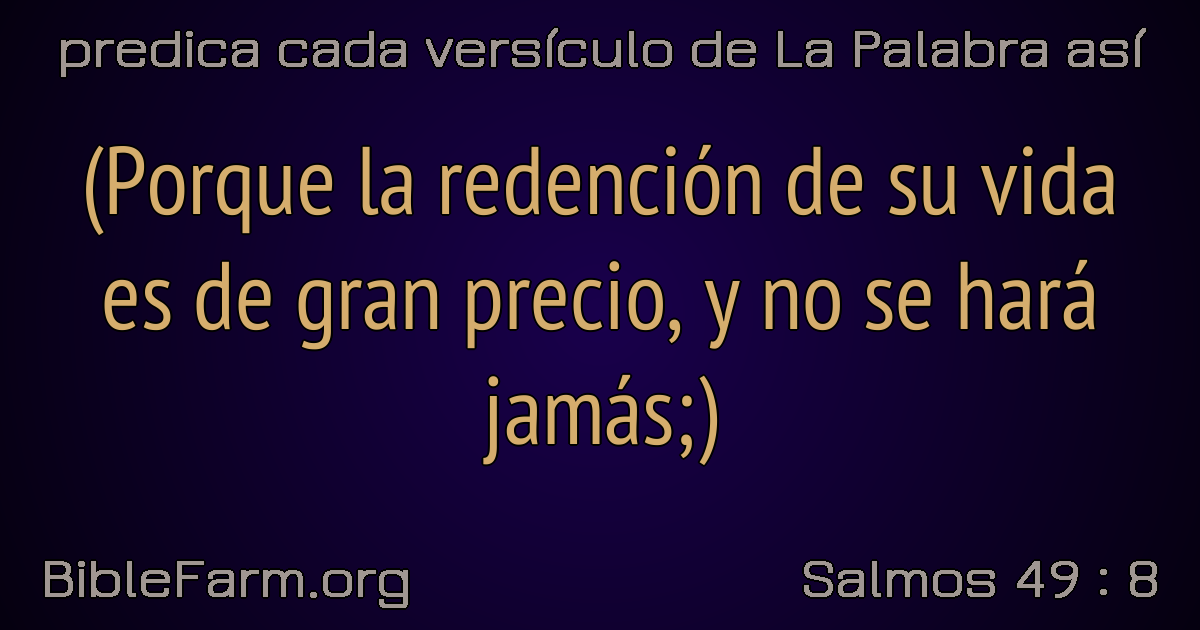 predica cada versículo de La Palabra así
(Porque la redención de su vida
es de gran precio, y no se hará
jamás;)
BibleFarm.org
Salmos 49 : 8